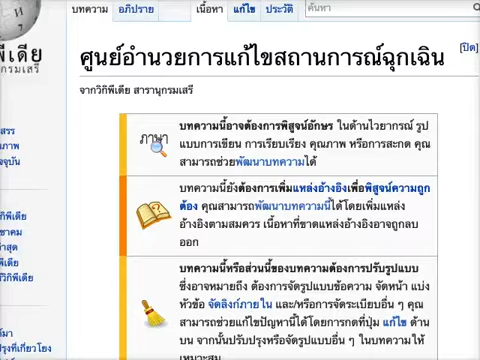 บทความ อภิปราย เนื้อหา แก้ไข ประวัติ ค้นหา
[ปิด]
ศูนย์อำนวยการแก้ไขสถานการณ์ฉุกเฉิน
จากวิกิพีเดีย สารานุกรมเสรี
ภาษา
บทความนี้อาจต้องการพิสูจน์อักษร ในด้านไวยากรณ์ รูป
แบบการเขียน การเรียบเรียง คุณภาพ หรือการสะกด คุณ
สามารถช่วยพัฒนาบทความได้
บทความนี้ยังต้องการเพิ่มแหล่งอ้างอิงเพื่อพิสูจน์ความถูก
ต้อง คุณสามารถพัฒนาบทความนี้ได้โดยเพิ่มแหล่ง
อ้างอิงตามสมควร เนื้อหาที่ขาดแหล่งอ้างอิงอาจถูกลบ
ออก
บทความนี้หรือส่วนนี้ของบทความต้องการปรับรูปแบบ
ซึ่งอาจหมายถึง ต้องการจัดรูปแบบข้อความ จัดหน้า แบ่ง
หัวข้อ จัดลิงก์ภายใน และ/หรือการจัดระเบียบอื่น ๆ คุณ
สามารถช่วยแก้ไขปัญหานี้ได้โดยการกดที่ปุ่ม แก้ไข ด้าน
บน จากนั้นปรับปรุงหรือจัดรูปแบบอื่น ๆ ในบทความให้
เหมาะสม